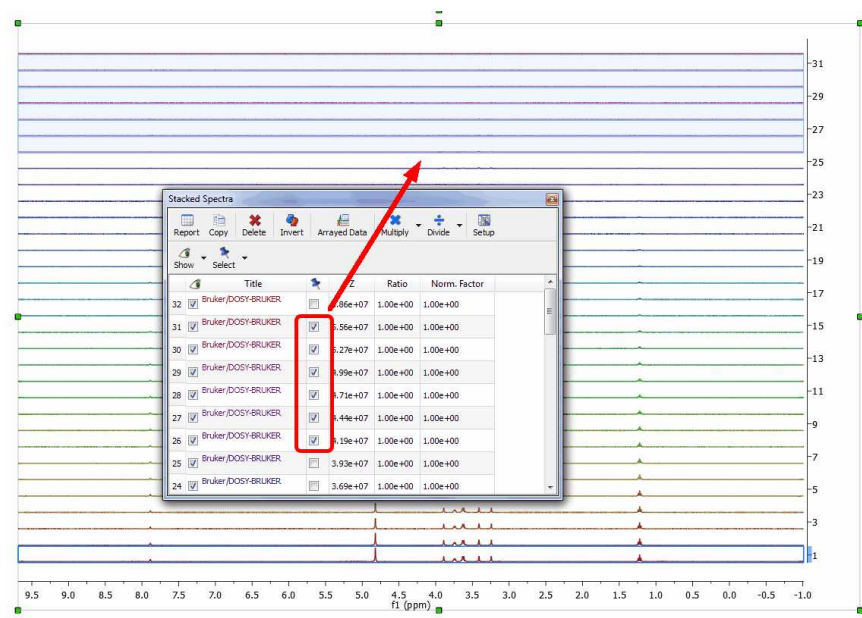 31
29
27
25
23
21
19
17
15
13
11
9
7
5
3
1
Stacked Spectra
Report Copy Delete Invert Arrayed Data Multiply Divide Setup
Show Select
Title Z Ratio Norm. Factor
32 Bruker/DOSY-BRUKER .86e+07 1.00e+00 1.00e+00
31 Bruker/DOSY-BRUKER .56e+07 1.00e+00 1.00e+00
30 Bruker/DOSY-BRUKER .27e+07 1.00e+00 1.00e+00
29 Bruker/DOSY-BRUKER .99e+07 1.00e+00 1.00e+00
28 Bruker/DOSY-BRUKER .71e+07 1.00e+00 1.00e+00
27 Bruker/DOSY-BRUKER .44e+07 1.00e+00 1.00e+00
26 Bruker/DOSY-BRUKER .19e+07 1.00e+00 1.00e+00
25 Bruker/DOSY-BRUKER 3.93e+07 1.00e+00 1.00e+00
24 Bruker/DOSY-BRUKER 3.69e+07 1.00e+00 1.00e+00
9.5 9.0 8.5 8.0 7.5 7.0 6.5 6.0 5.5 5.0 4.5 4.0 3.5 3.0 2.5 2.0 1.5 1.0 0.5 0.0 -0.5 -1.0
f1 (ppm)